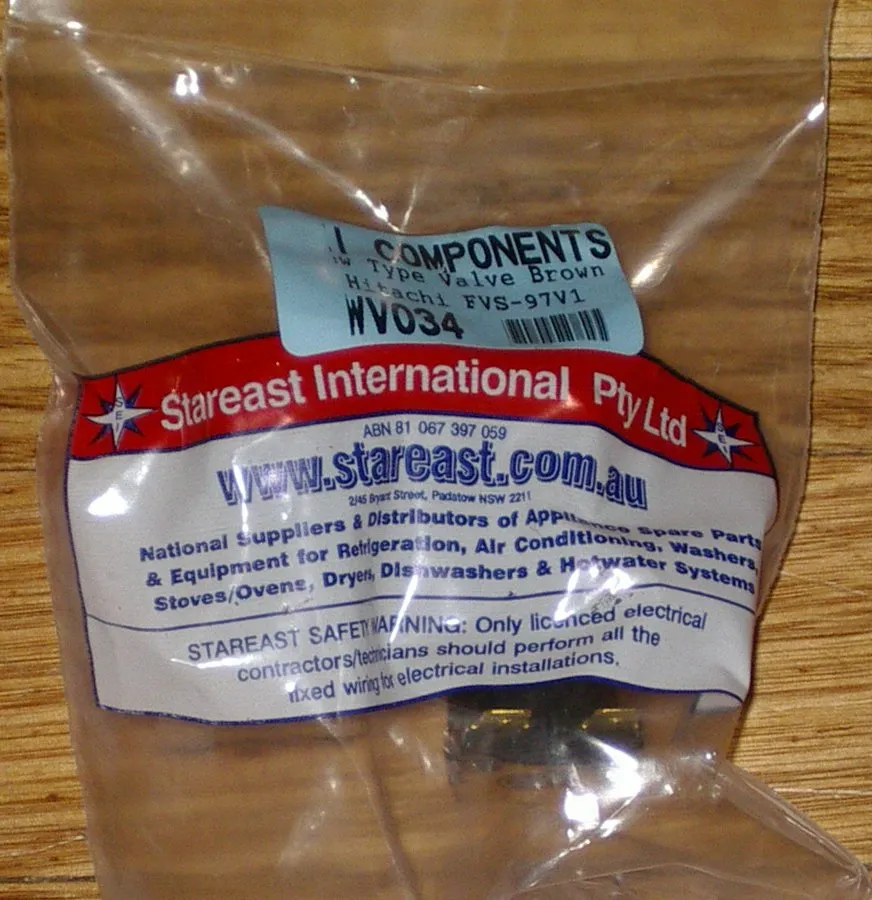 COMPONENTS
Type Valve Brown
Hitachi FVS-97V1
WV034
SEI Stareast International Pty Ltd SEI
ABN 81 067 397 059
www.stareast.com.au
2/45 Bryant Street, Padstow NSW 2211
National Suppliers & Distributors of Appliance Spare Parts
& Equipment for Refrigeration, Air Conditioning, Washers,
Stoves/Ovens, Dryers, Dishwashers & Hotwater Systems
STAREAST SAFETY WARNING: Only licenced electrical
contractors/technicians should perform all the
fixed wiring for electrical installations.